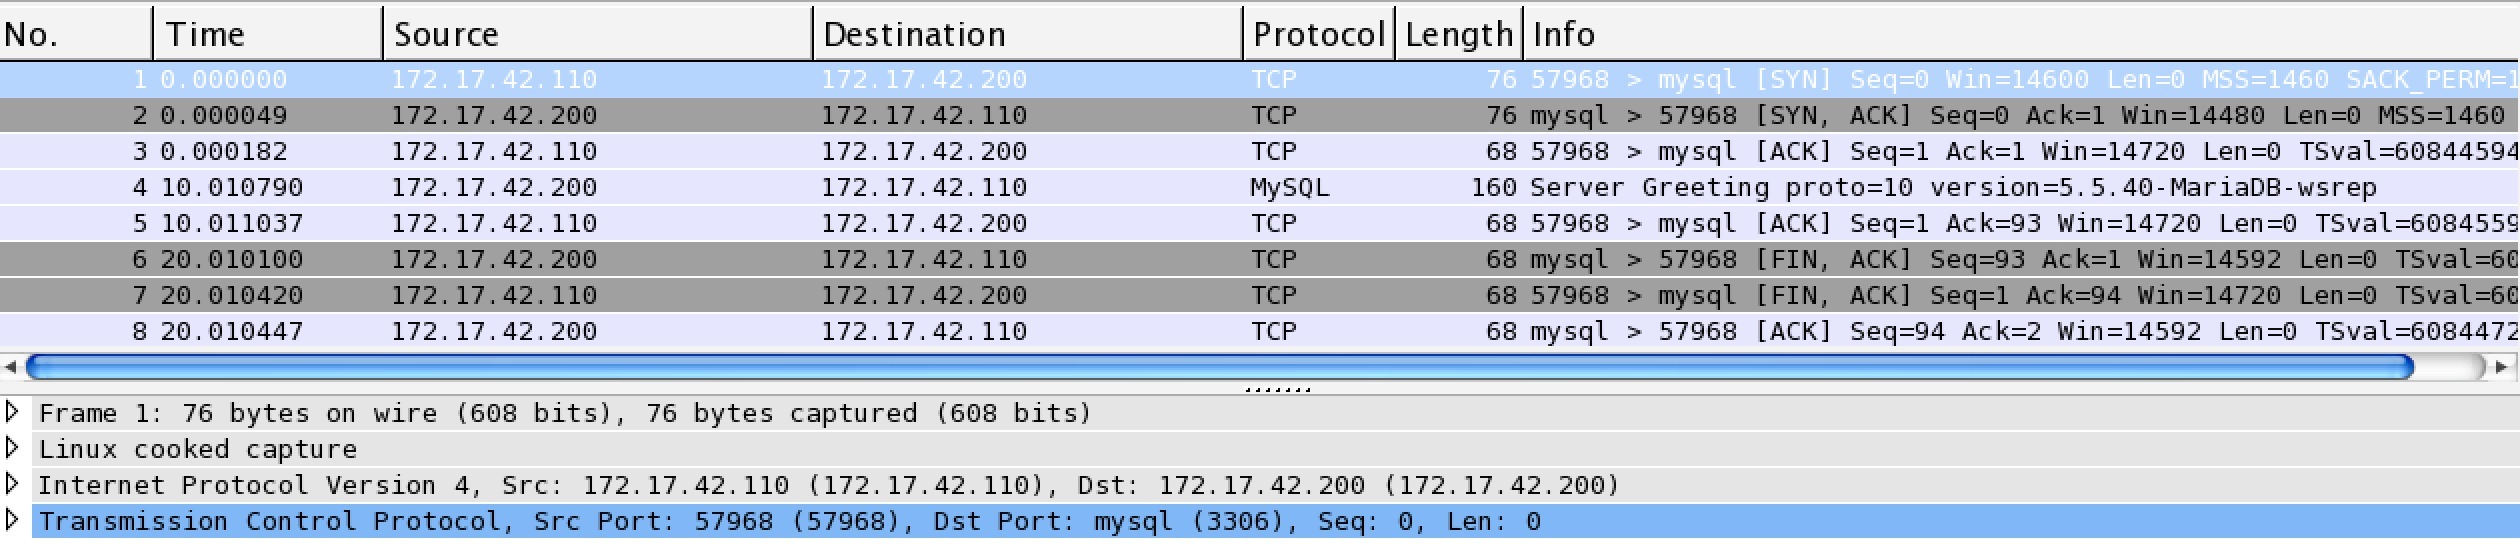 No. Time Source Destination Protocol Length Info
1 0.000000 172.17.42.110 172.17.42.200 TCP 76 57968 > mysql [SYN] Seq=0 Win=14600 Len=0 MSS=1460 SACK_PERM=1
2 0.000049 172.17.42.200 172.17.42.110 TCP 76 mysql > 57968 [SYN, ACK] Seq=0 Ack=1 Win=14480 Len=0 MSS=1460
3 0.000182 172.17.42.110 172.17.42.200 TCP 68 57968 > mysql [ACK] Seq=1 Ack=1 Win=14720 Len=0 TSval=60844594
4 10.010790 172.17.42.200 172.17.42.110 MySQL 160 Server Greeting proto=10 version=5.5.40-MariaDB-wsrep
5 10.011037 172.17.42.110 172.17.42.200 TCP 68 57968 > mysql [ACK] Seq=1 Ack=93 Win=14720 Len=0 TSval=6084559
6 20.010100 172.17.42.200 172.17.42.110 TCP 68 mysql > 57968 [FIN, ACK] Seq=93 Ack=1 Win=14592 Len=0 TSval=60
7 20.010420 172.17.42.110 172.17.42.200 TCP 68 57968 > mysql [FIN, ACK] Seq=1 Ack=94 Win=14720 Len=0 TSval=60
8 20.010447 172.17.42.200 172.17.42.110 TCP 68 mysql > 57968 [ACK] Seq=94 Ack=2 Win=14592 Len=0 TSval=6084472
Frame 1: 76 bytes on wire (608 bits), 76 bytes captured (608 bits)
Linux cooked capture
Internet Protocol Version 4, Src: 172.17.42.110 (172.17.42.110), Dst: 172.17.42.200 (172.17.42.200)
Transmission Control Protocol, Src Port: 57968 (57968), Dst Port: mysql (3306), Seq: 0, Len: 0